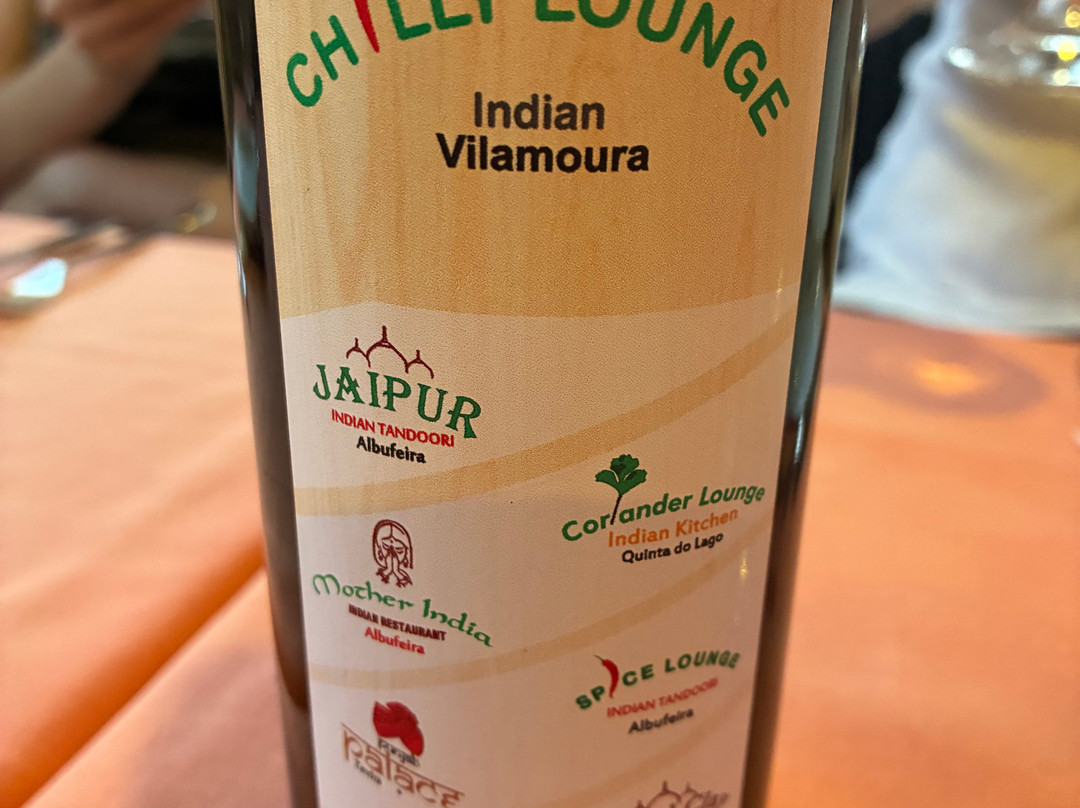 CHILLI LOUNGE
Indian
Vilamoura
JAIPUR
INDIAN TANDOORI
Albufeira
Coriander Lounge
Indian Kitchen
Quinta do Lago
Mother India
INDIAN RESTAURANT
Albufeira
SPICE LOUNGE
INDIAN TANDOORI
Albufeira
Punjab
palace